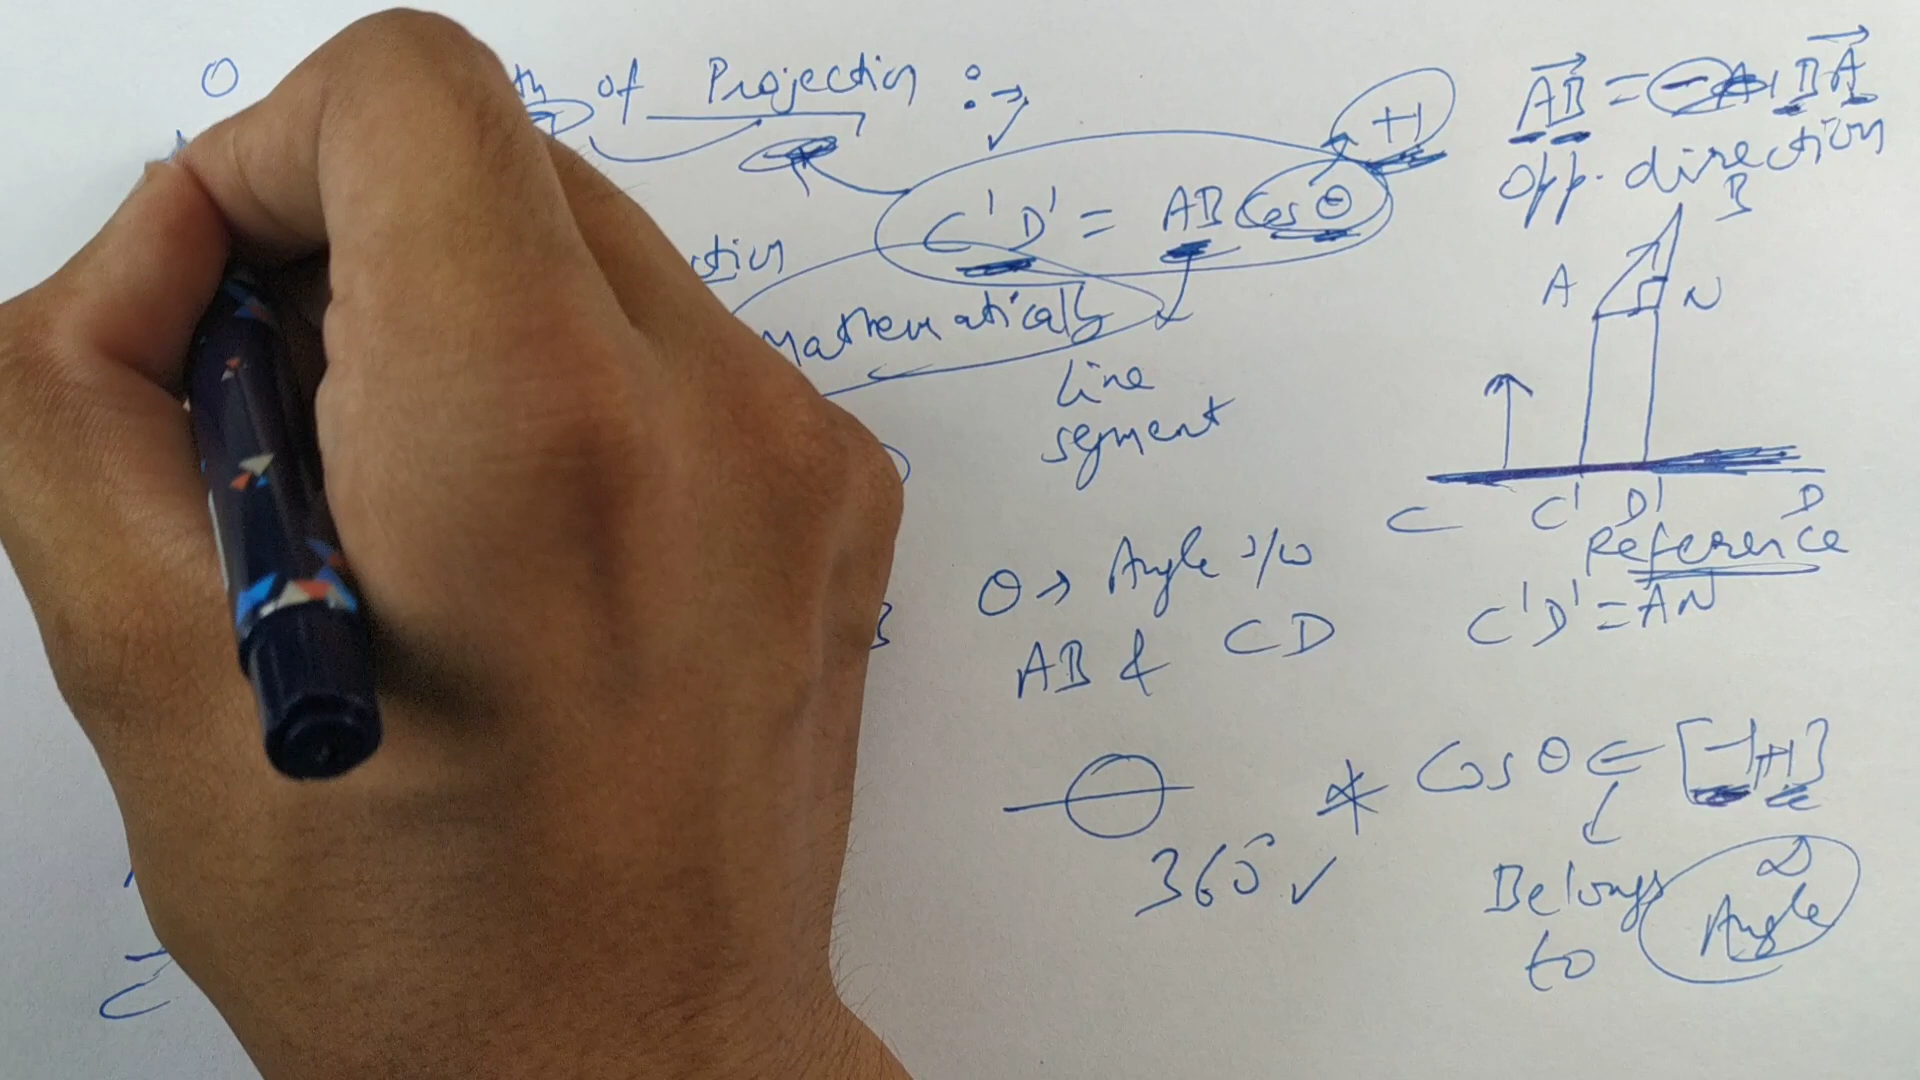 of Projection :→
+1
AB = - BA
opp. direction
C'D' = AB Cos θ
B
A
N
Mathematically
Line
segment
C C' D' D
Reference
C'D' = AN
θ → Angle b/w
AB & CD
* Cos θ ∈ [-1,+1]
360° ✓
Belongs
to
Angle
C